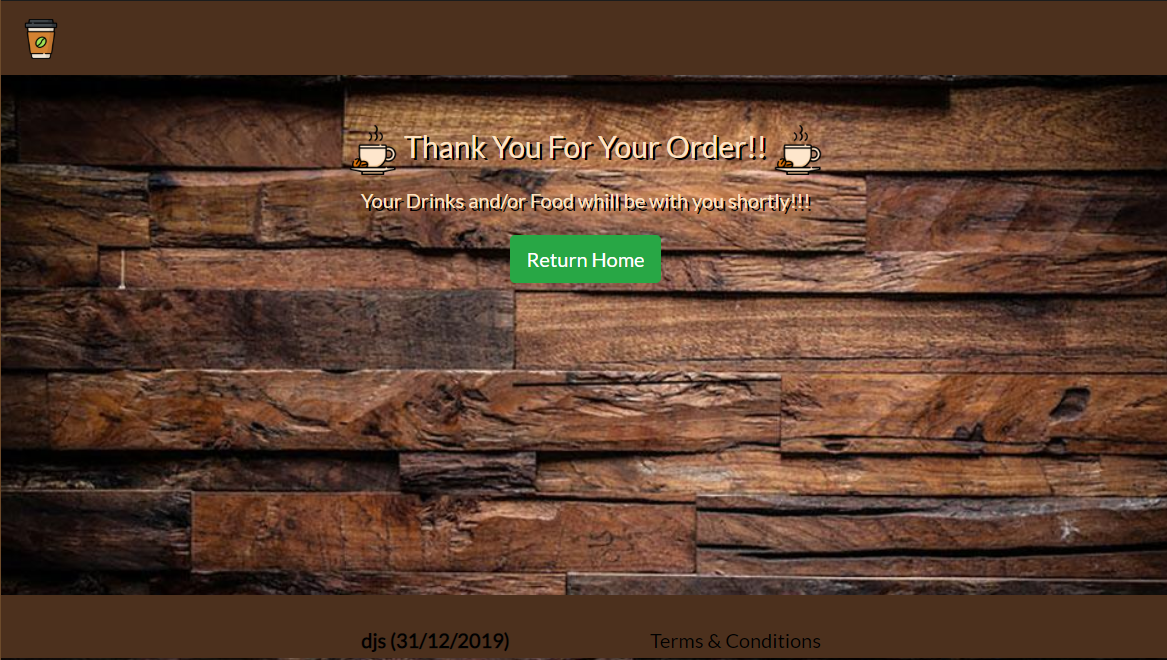 Thank You For Your Order!!
Your Drinks and/or Food whill be with you shortly!!!
Return Home
djs (31/12/2019)
Terms & Conditions